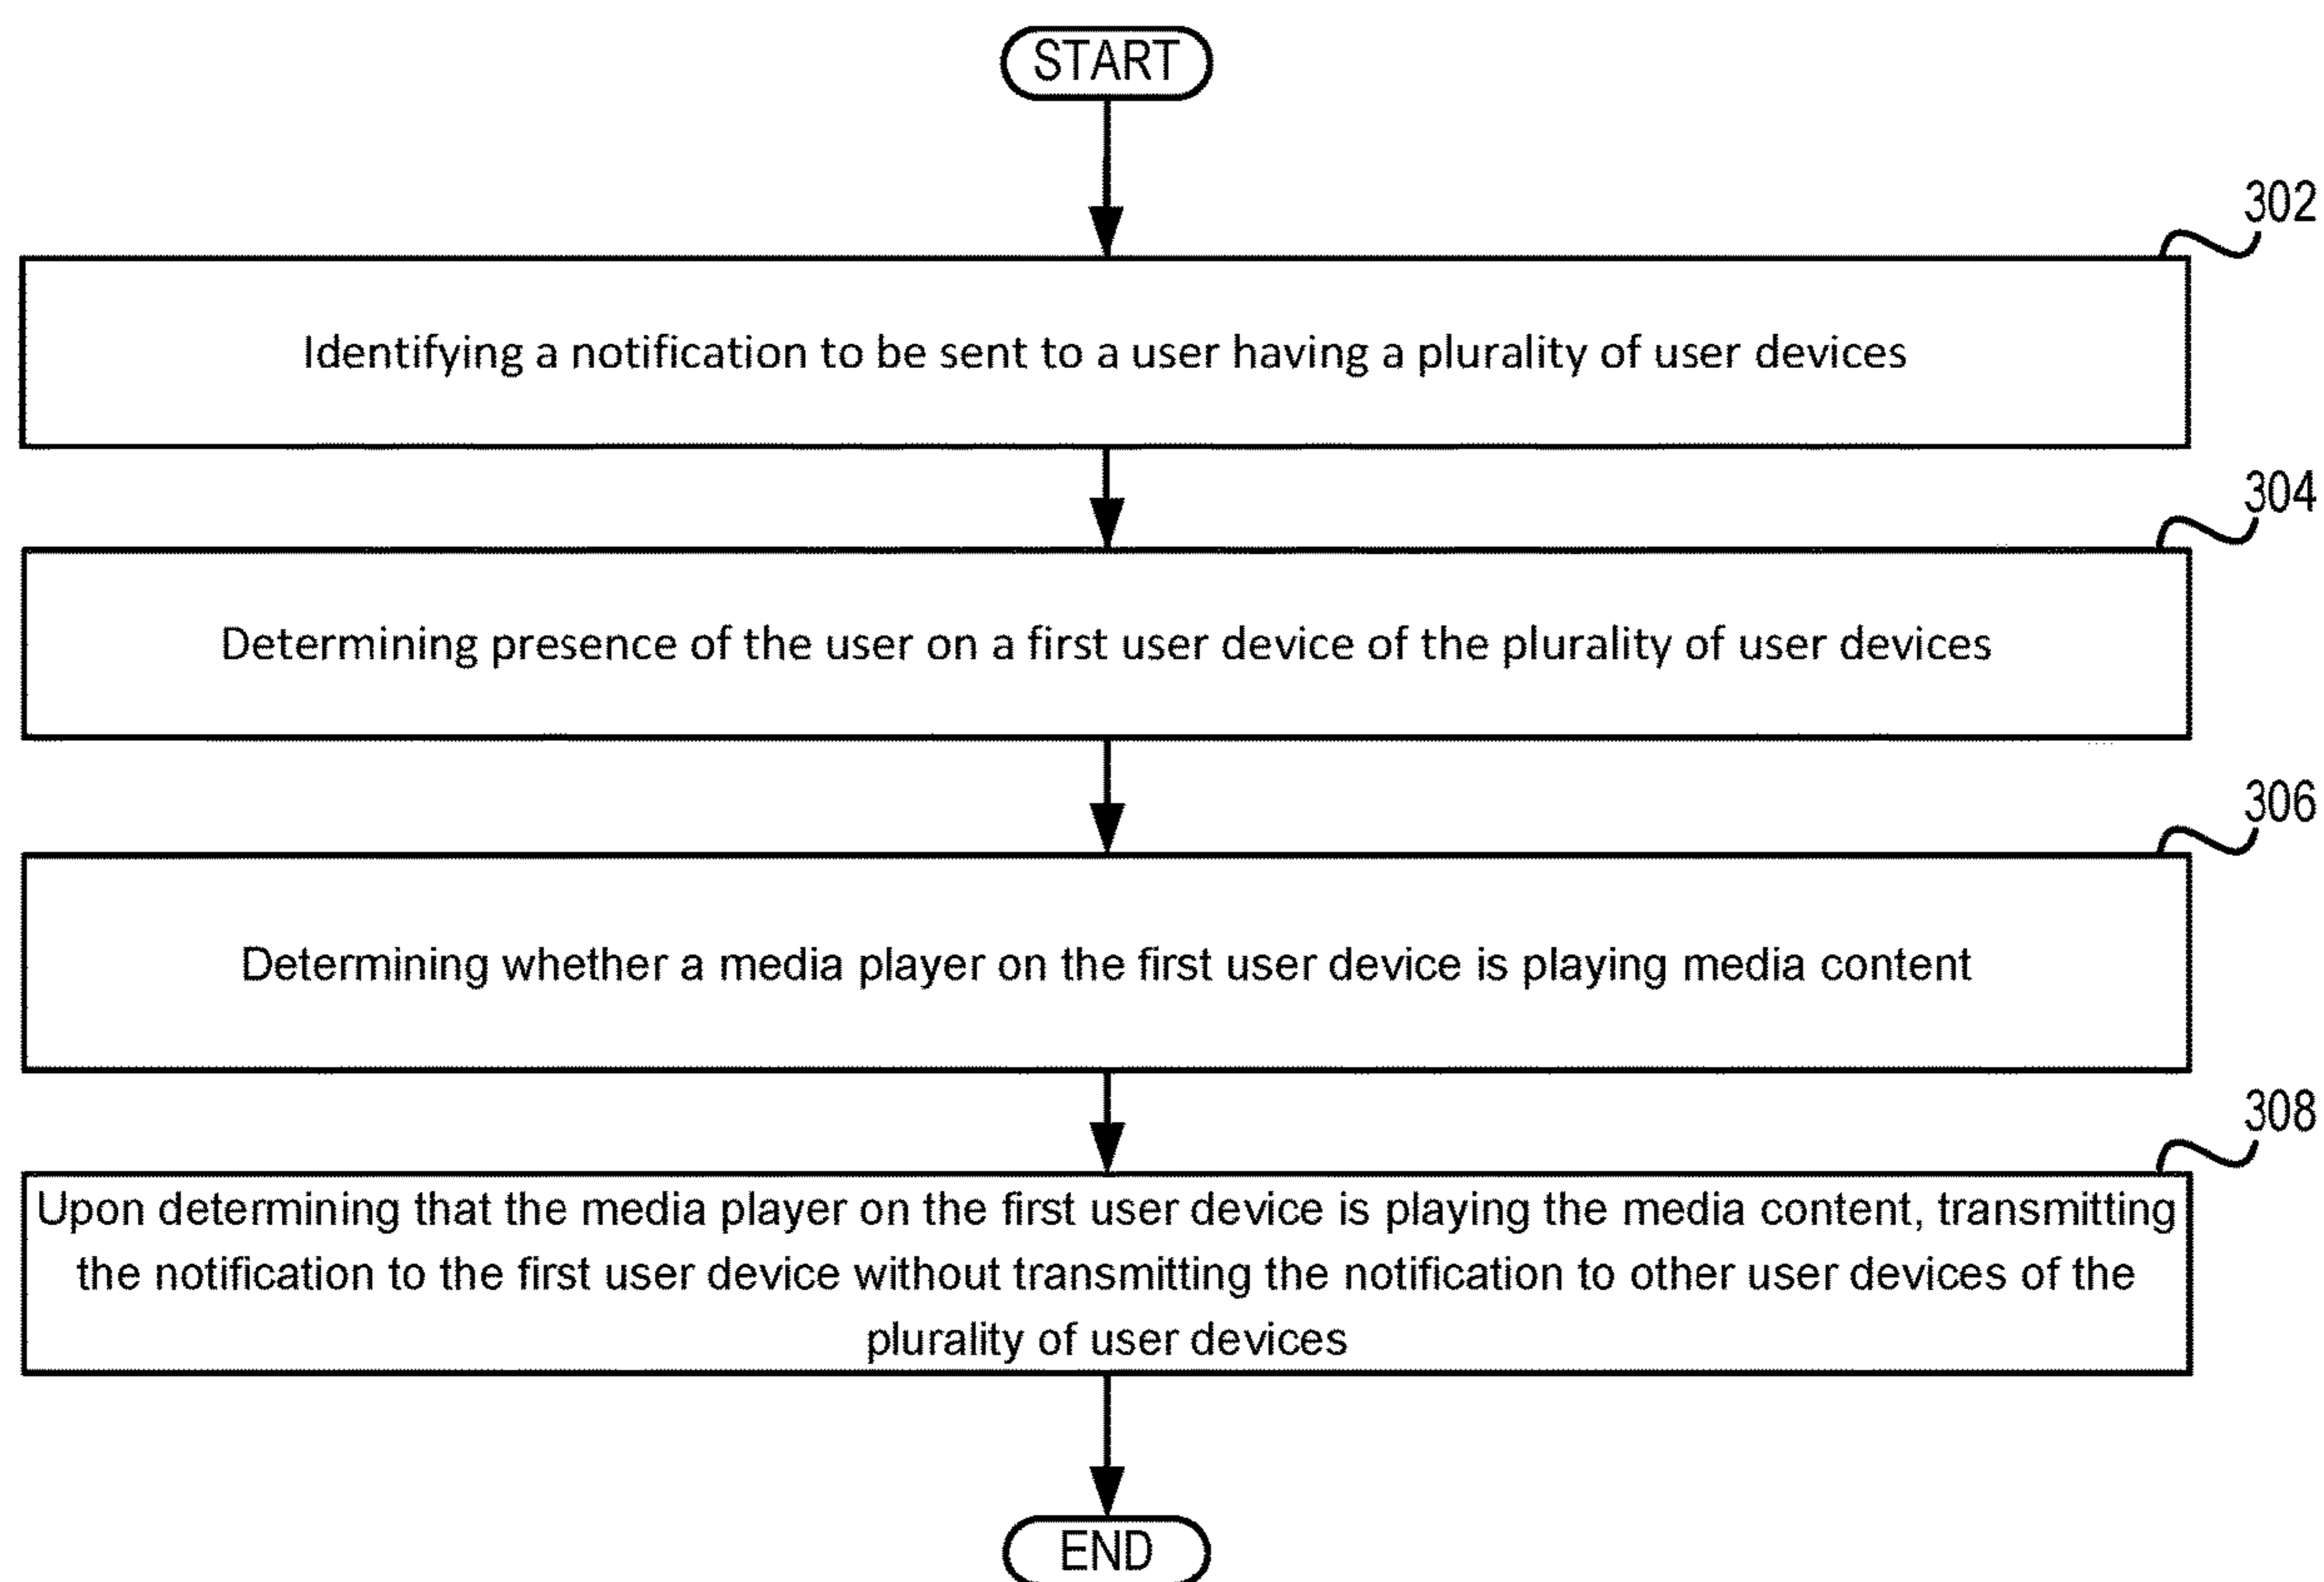 START
302
Identifying a notification to be sent to a user having a plurality of user devices
304
Determining presence of the user on a first user device of the plurality of user devices
306
Determining whether a media player on the first user device is playing media content
308
Upon determining that the media player on the first user device is playing the media content, transmitting
the notification to the first user device without transmitting the notification to other user devices of the
plurality of user devices
END